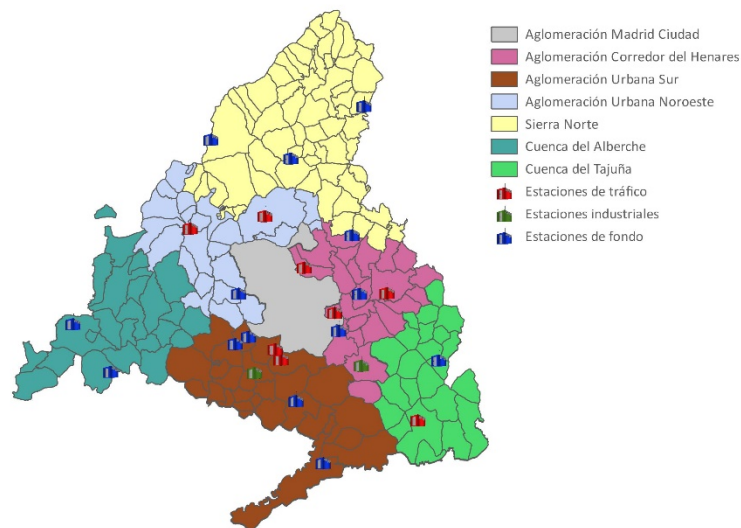 Aglomeración Madrid Ciudad
Aglomeración Corredor del Henares
Aglomeración Urbana Sur
Aglomeración Urbana Noroeste
Sierra Norte
Cuenca del Alberche
Cuenca del Tajuña
Estaciones de tráfico
Estaciones industriales
Estaciones de fondo